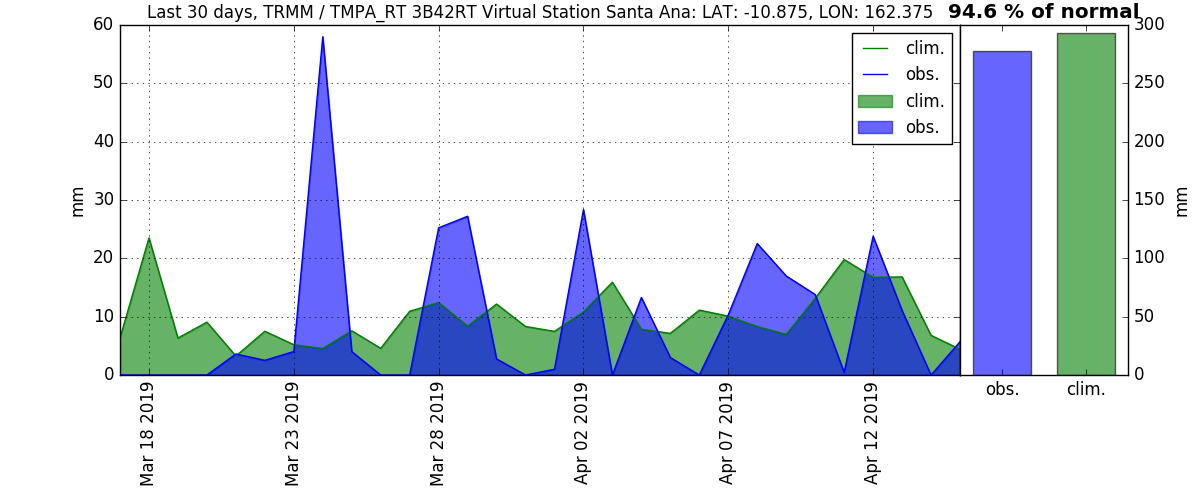 Last 30 days, TRMM / TMPA_RT 3B42RT Virtual Station Santa Ana: LAT: -10.875, LON: 162.375
94.6 % of normal
60
50
40
30
20
10
0
mm
clim.
obs.
clim.
obs.
Mar 18 2019
Mar 23 2019
Mar 28 2019
Apr 02 2019
Apr 07 2019
Apr 12 2019
300
250
200
150
100
50
0
mm
obs.
clim.